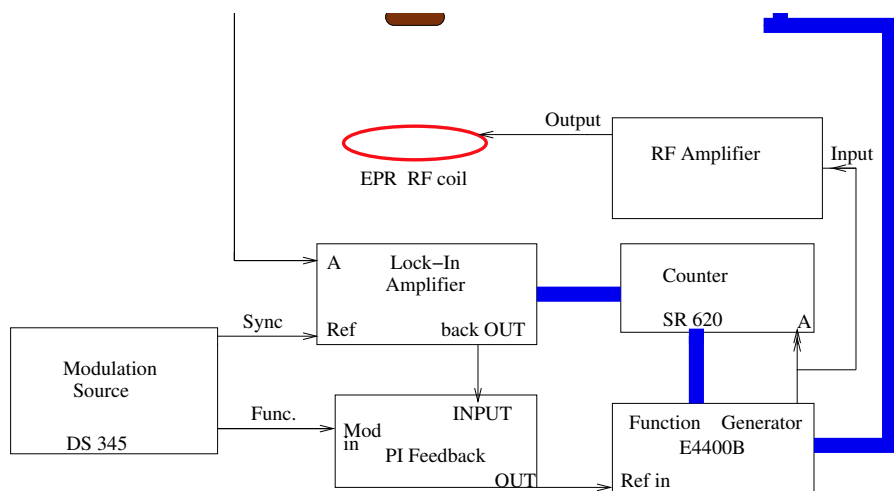 Output
RF Amplifier
Input
EPR RF coil
A
Lock−In
Amplifier
Ref
back OUT
Counter
SR 620
A
Sync
Modulation
Source
DS 345
Func.
INPUT
Mod
in
PI Feedback
OUT
Function Generator
E4400B
Ref in